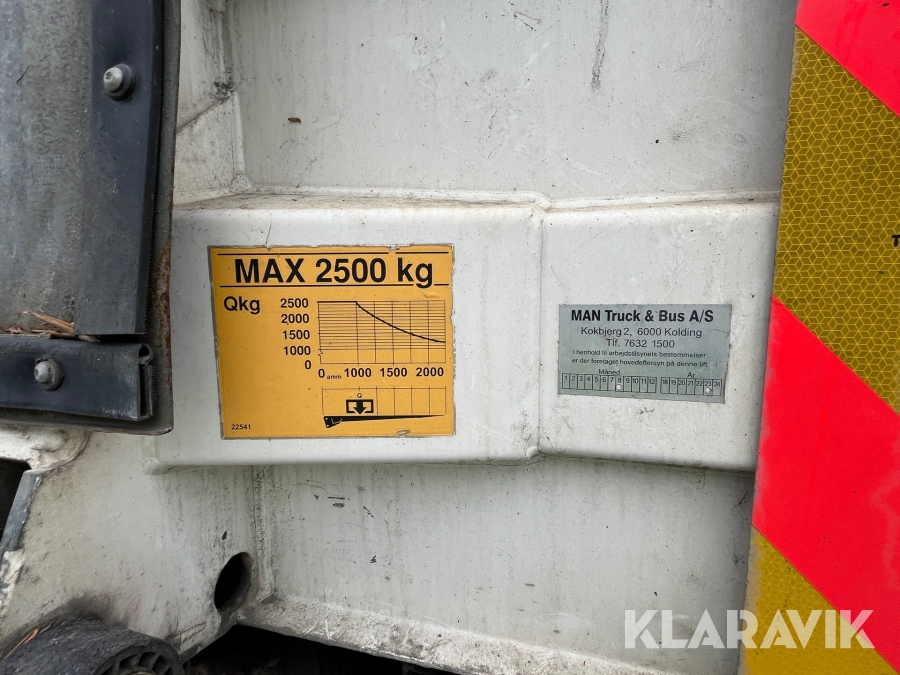 MAX 2500 kg
Qkg
2500
2000
1500
1000
0
0 amm 1000 1500 2000
Q
22541
MAN Truck & Bus A/S
Kokbjerg 2, 6000 Kolding
Tlf. 7632 1500
I henhold til arbejdstilsynets bestemmelser
er der foretaget hovedeftersyn på denne lift:
Måned År
1 2 3 4 5 6 7 8 9 10 11 12 18 19 20 21 22 23 24
KLARAVIK